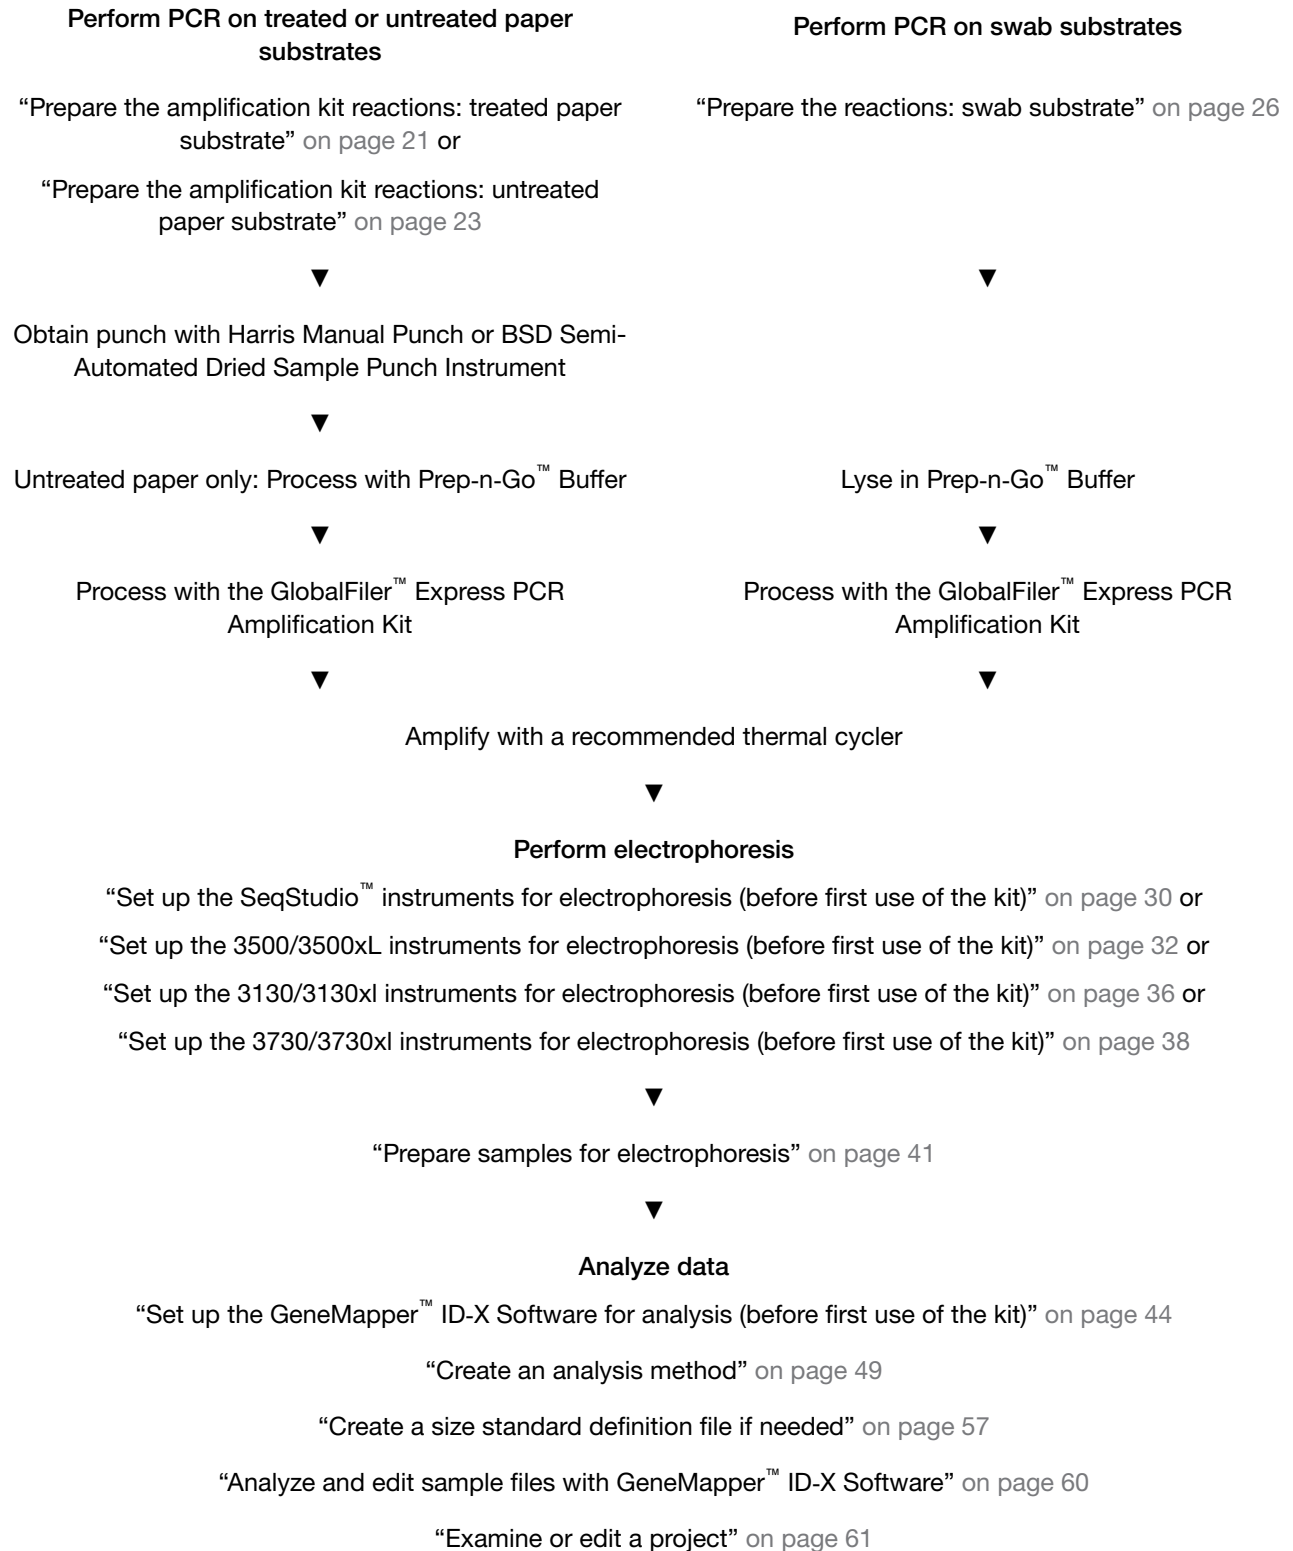 Perform PCR on treated or untreated paper
substrates
“Prepare the amplification kit reactions: treated paper
substrate” on page 21 or
“Prepare the amplification kit reactions: untreated
paper substrate” on page 23
▼
Obtain punch with Harris Manual Punch or BSD Semi-
Automated Dried Sample Punch Instrument
▼
Untreated paper only: Process with Prep-n-Go™ Buffer
▼
Process with the GlobalFiler™ Express PCR
Amplification Kit
▼
Perform PCR on swab substrates
“Prepare the reactions: swab substrate” on page 26
▼
Lyse in Prep-n-Go™ Buffer
▼
Process with the GlobalFiler™ Express PCR
Amplification Kit
▼
Amplify with a recommended thermal cycler
▼
Perform electrophoresis
“Set up the SeqStudio™ instruments for electrophoresis (before first use of the kit)” on page 30 or
“Set up the 3500/3500xL instruments for electrophoresis (before first use of the kit)” on page 32 or
“Set up the 3130/3130xl instruments for electrophoresis (before first use of the kit)” on page 36 or
“Set up the 3730/3730xl instruments for electrophoresis (before first use of the kit)” on page 38
▼
“Prepare samples for electrophoresis” on page 41
▼
Analyze data
“Set up the GeneMapper™ ID-X Software for analysis (before first use of the kit)” on page 44
“Create an analysis method” on page 49
“Create a size standard definition file if needed” on page 57
“Analyze and edit sample files with GeneMapper™ ID-X Software” on page 60
“Examine or edit a project” on page 61